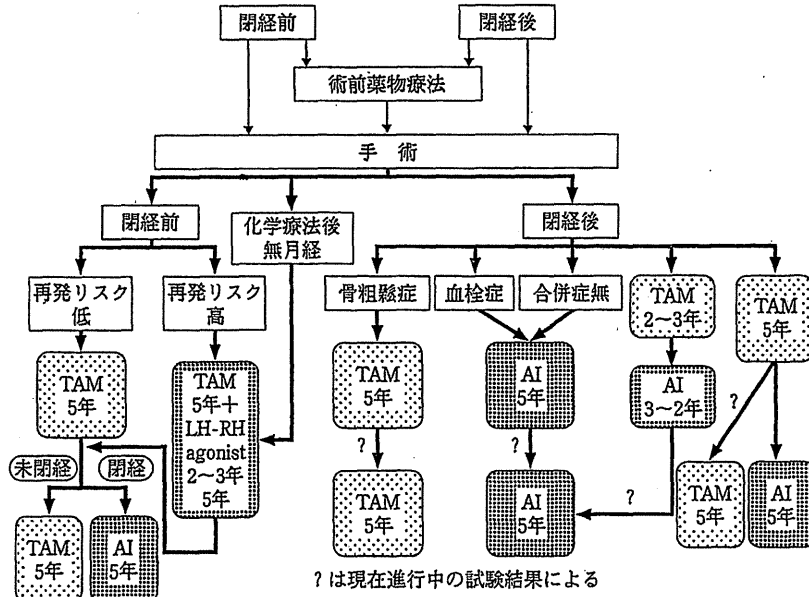 閉経前
閉経後
術前薬物療法
手術
閉経前
化学療法後
無月経
閉経後
再発リスク
低
再発リスク
高
骨粗鬆症
血栓症
合併症無
TAM
2〜3年
TAM
5年
TAM
5年
TAM
5年+
LH-RH
agonist
2〜3年
5年
TAM
5年
AI
5年
AI
3〜2年
?
?
?
?
未閉経
閉経
TAM
5年
AI
5年
TAM
5年
AI
5年
TAM
5年
AI
5年
?は現在進行中の試験結果による